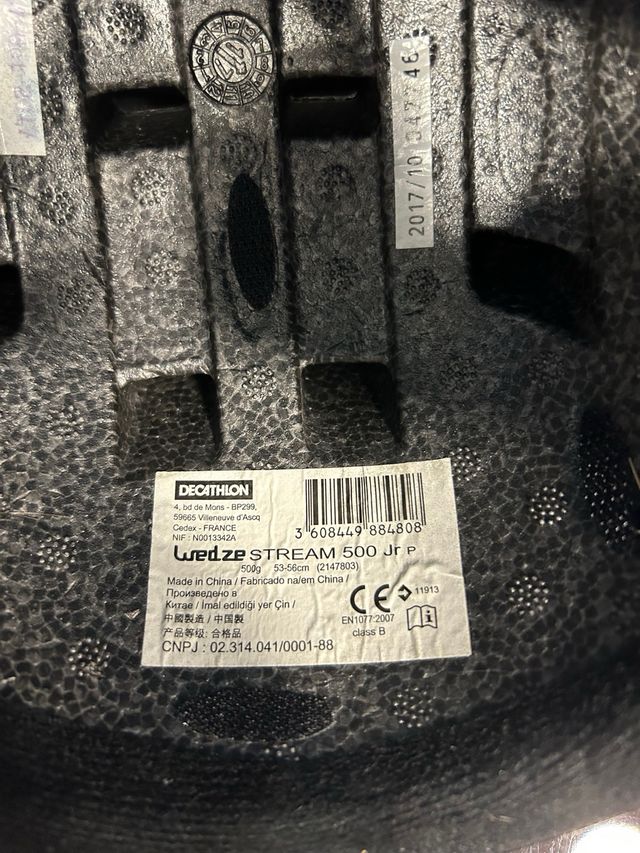 2017/10
DECATHLON
4, bd de Mons - BP299,
59665 Villeneuve d'Ascq
Cedex - FRANCE
NIF : N0013342A
3 608449 884808
Wedze STREAM 500 Jr P
500g 53-56cm (2147803)
Made in China / Fabricado na/em China /
Произведено в
Китае / İmal edildiği yer Çin /
中國製造 / 中国製
产品等级: 合格品
CNPJ : 02.314.041/0001-88
CE
11913
EN1077:2007
class B